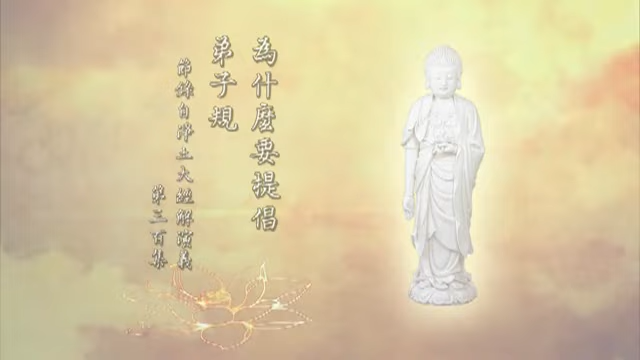 為什麼要提倡
弟子規
節錄自淨土大經解演義
第三百集